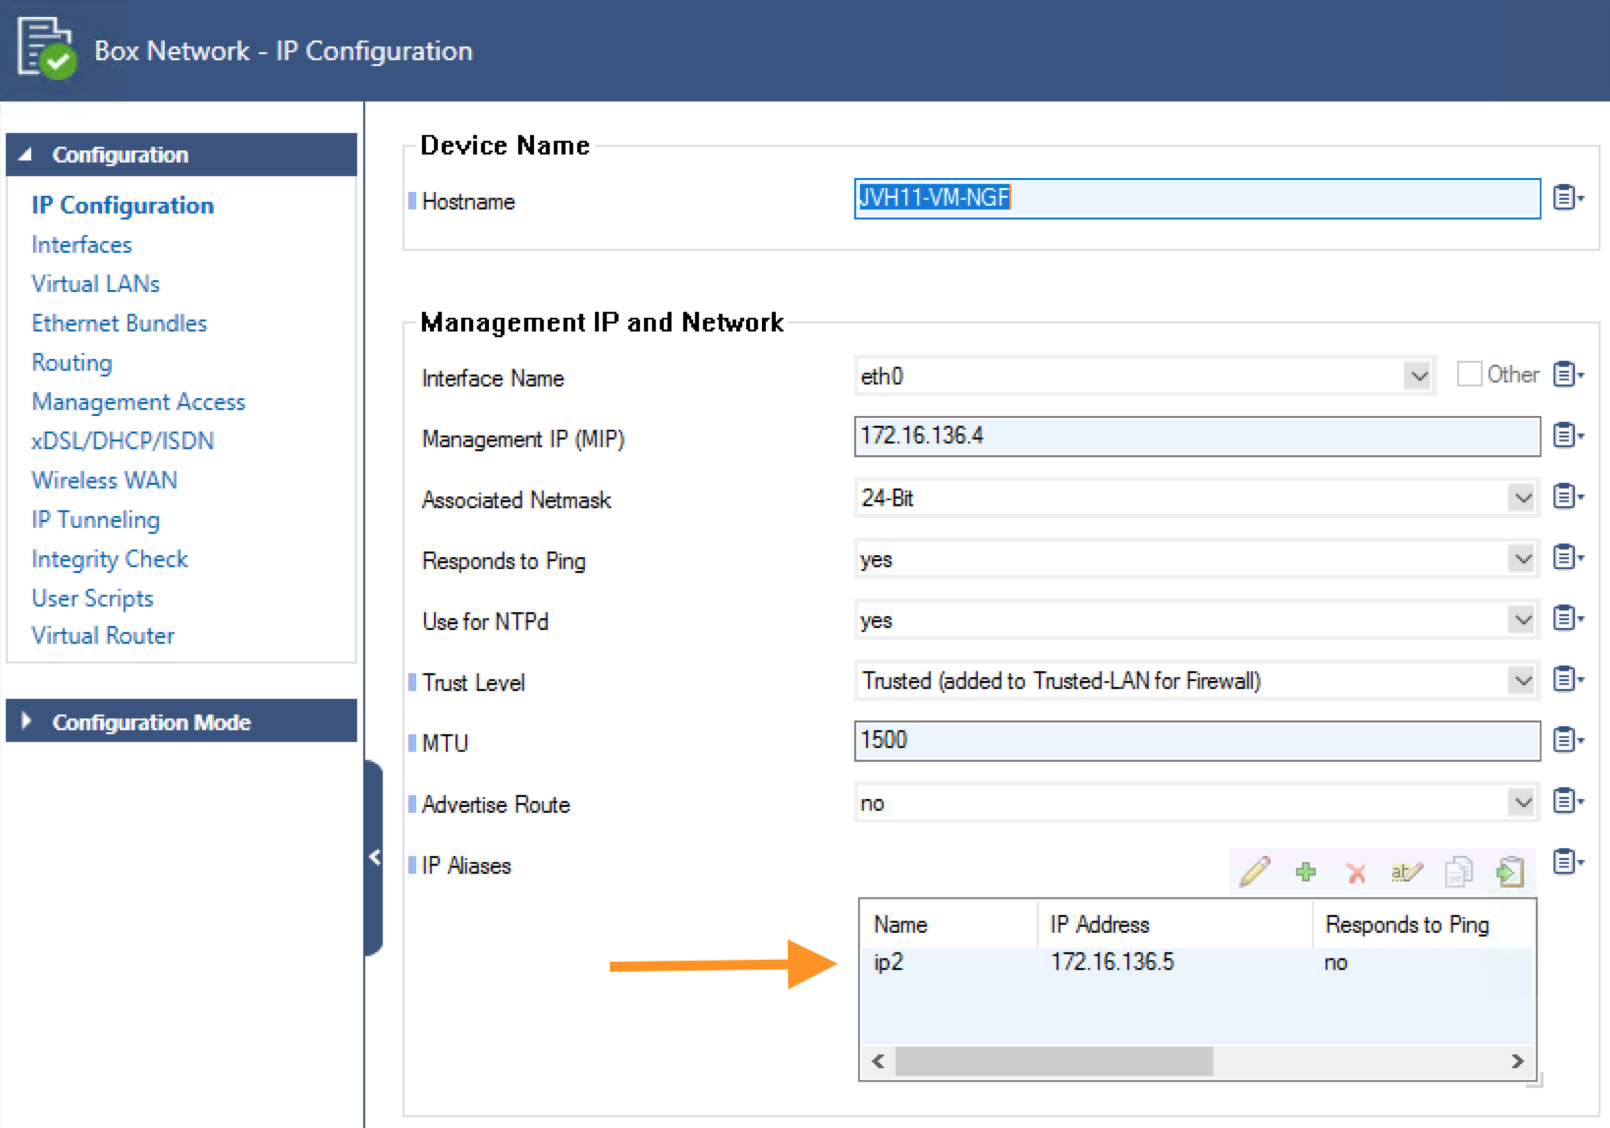 Box Network - IP Configuration
Configuration
IP Configuration
Interfaces
Virtual LANs
Ethernet Bundles
Routing
Management Access
xDSL/DHCP/ISDN
Wireless WAN
IP Tunneling
Integrity Check
User Scripts
Virtual Router
Configuration Mode
Device Name
Hostname JVH11-VM-NGF
Management IP and Network
Interface Name eth0 Other
Management IP (MIP) 172.16.136.4
Associated Netmask 24-Bit
Responds to Ping yes
Use for NTPd yes
Trust Level Trusted (added to Trusted-LAN for Firewall)
MTU 1500
Advertise Route no
IP Aliases
Name IP Address Responds to Ping
ip2 172.16.136.5 no